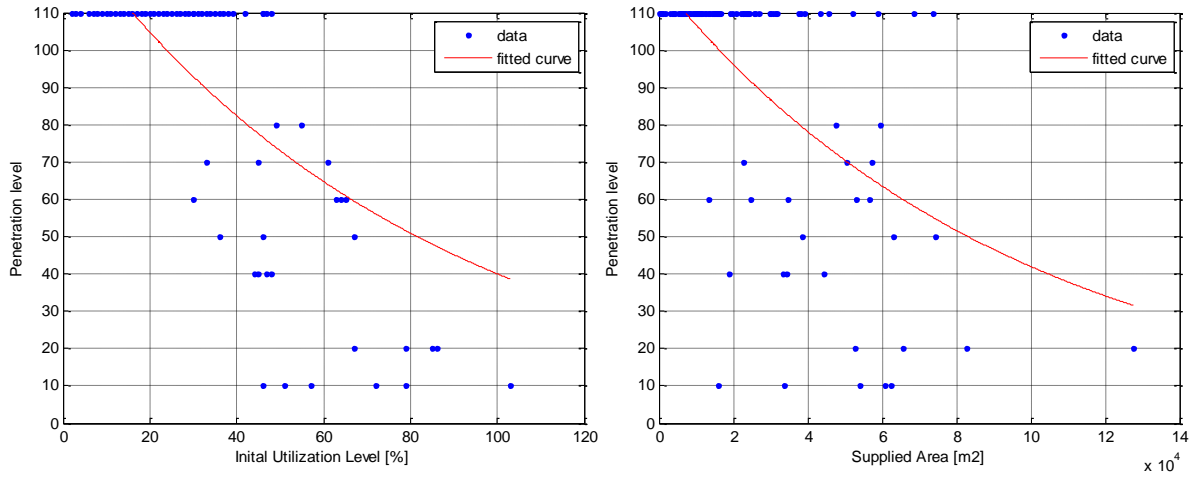 110
100
90
80
70
60
50
40
30
20
10
0
Penetration level
data
fitted curve
0 20 40 60 80 100 120
Inital Utilization Level [%]
110
100
90
80
70
60
50
40
30
20
10
0
Penetration level
data
fitted curve
0 2 4 6 8 10 12 14
Supplied Area [m2]
x 10^4